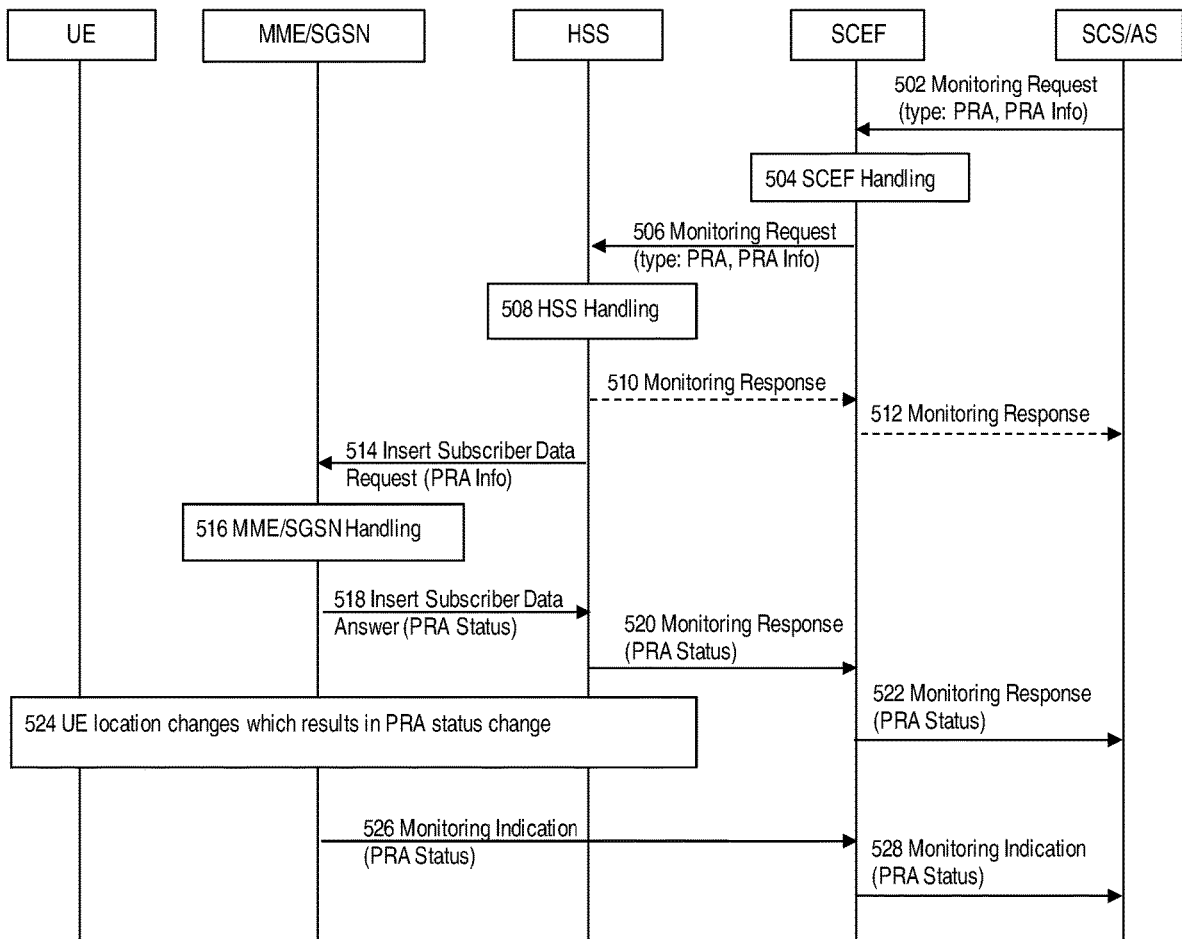 UE
MME/SGSN
HSS
SCEF
SCS/AS
502 Monitoring Request
(type: PRA, PRA Info)
504 SCEF Handling
506 Monitoring Request
(type: PRA, PRA Info)
508 HSS Handling
510 Monitoring Response
512 Monitoring Response
514 Insert Subscriber Data
Request (PRA Info)
516 MME/SGSN Handling
518 Insert Subscriber Data
Answer (PRA Status)
520 Monitoring Response
(PRA Status)
522 Monitoring Response
(PRA Status)
524 UE location changes which results in PRA status change
526 Monitoring Indication
(PRA Status)
528 Monitoring Indication
(PRA Status)